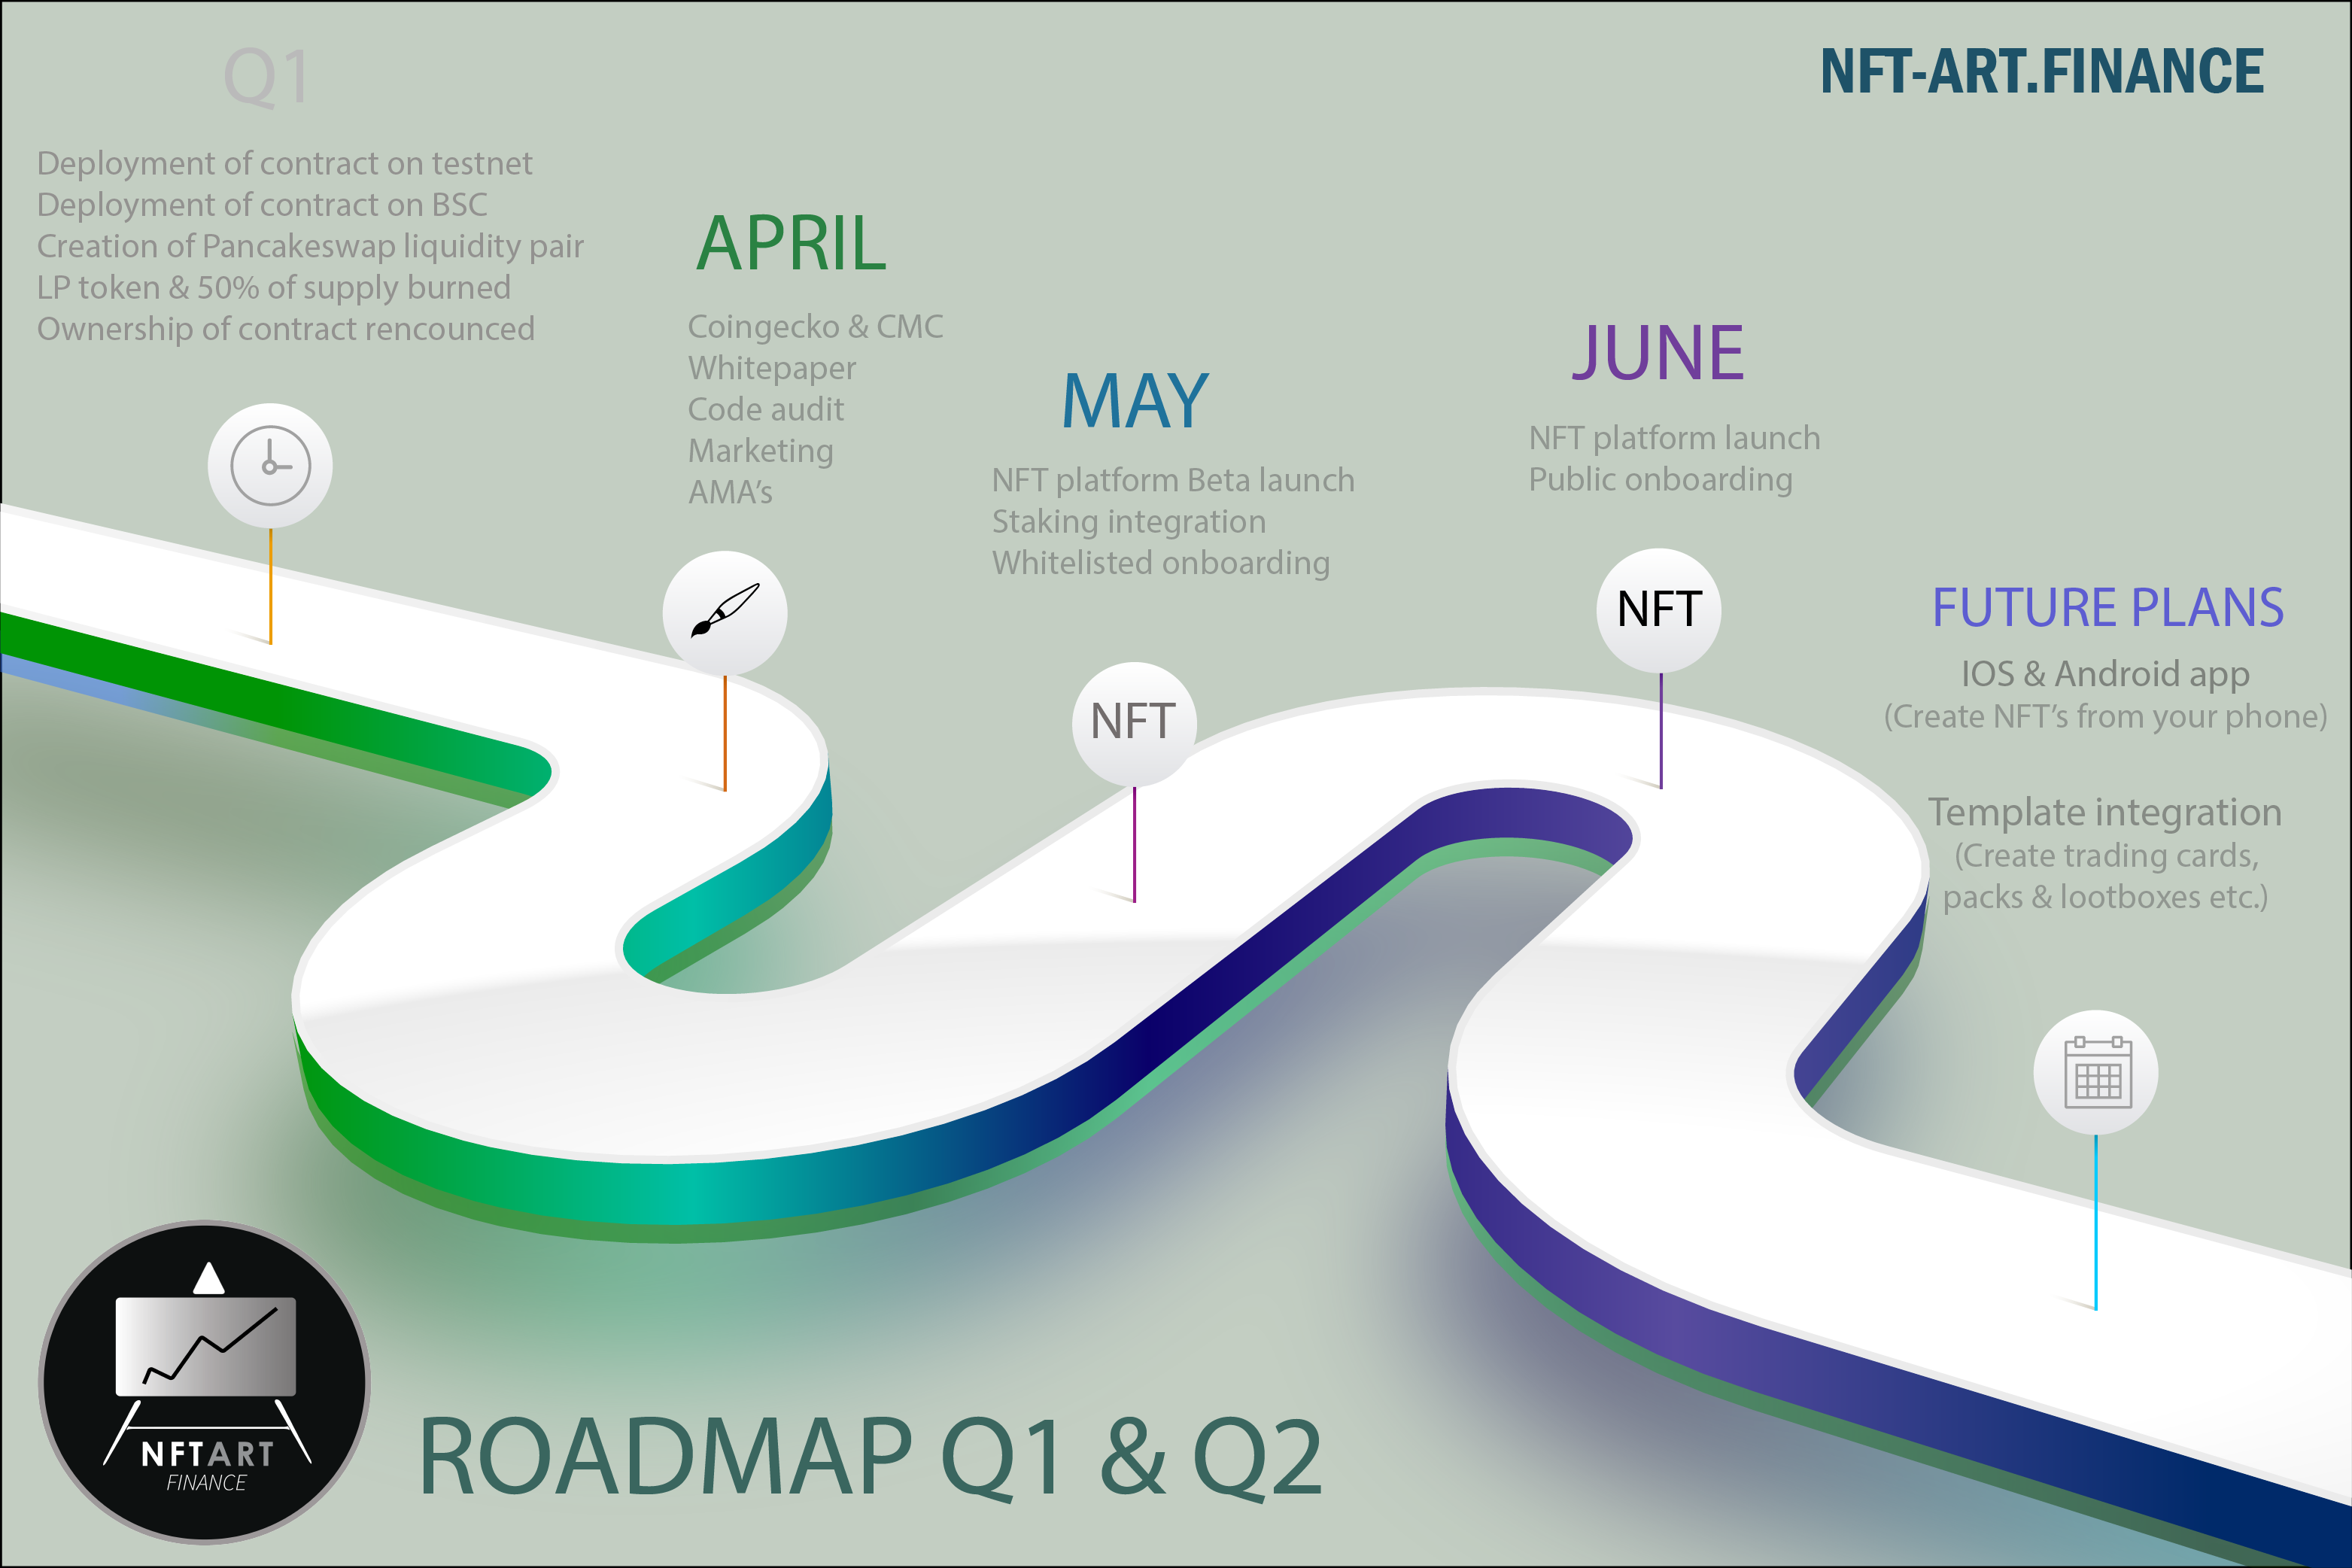 Q1
Deployment of contract on testnet
Deployment of contract on BSC
Creation of Pancakeswap liquidity pair
LP token & 50% of supply burned
Ownership of contract rencounced
NFT-ART.FINANCE
APRIL
Coingecko & CMC
Whitepaper
Code audit
Marketing
AMA's
MAY
NFT platform Beta launch
Staking integration
Whitelisted onboarding
NFT
JUNE
NFT platform launch
Public onboarding
NFT
FUTURE PLANS
IOS & Android app
(Create NFT's from your phone)
Template integration
(Create trading cards,
packs & lootboxes etc.)
NFTART
FINANCE
ROADMAP Q1 & Q2